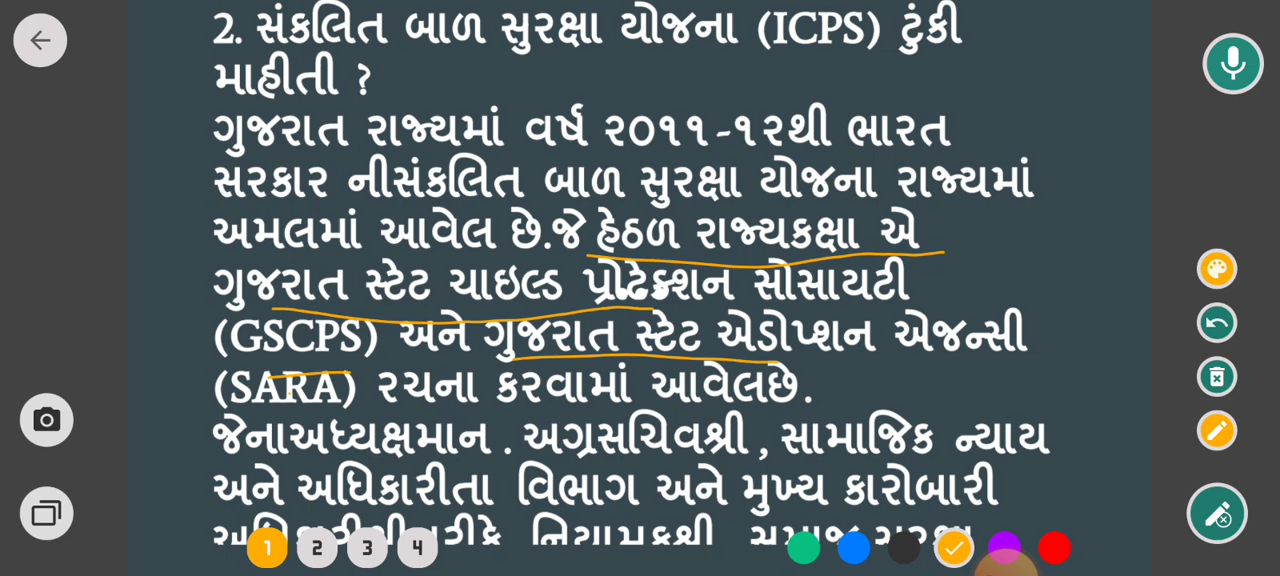 2. સંકલિત બાળ સુરક્ષા યોજના (ICPS) ટુંકી
માહીતી ?
ગુજરાત રાજ્યમાં વર્ષ ૨૦૧૧-૧૨થી ભારત
સરકાર નીસંકલિત બાળ સુરક્ષા યોજના રાજ્યમાં
અમલમાં આવેલ છે.જે હેઠળ રાજ્યકક્ષા એ
ગુજરાત સ્ટેટ ચાઇલ્ડ પ્રોટેક્શન સોસાયટી
(GSCPS) અને ગુજરાત સ્ટેટ એડોપ્શન એજન્સી
(SARA) રચના કરવામાં આવેલછે.
જેનાઅધ્યક્ષમાન . અગ્રસચિવશ્રી , સામાજિક ન્યાય
અને અધિકારીતા વિભાગ અને મુખ્ય કારોબારી
1 2 3 4